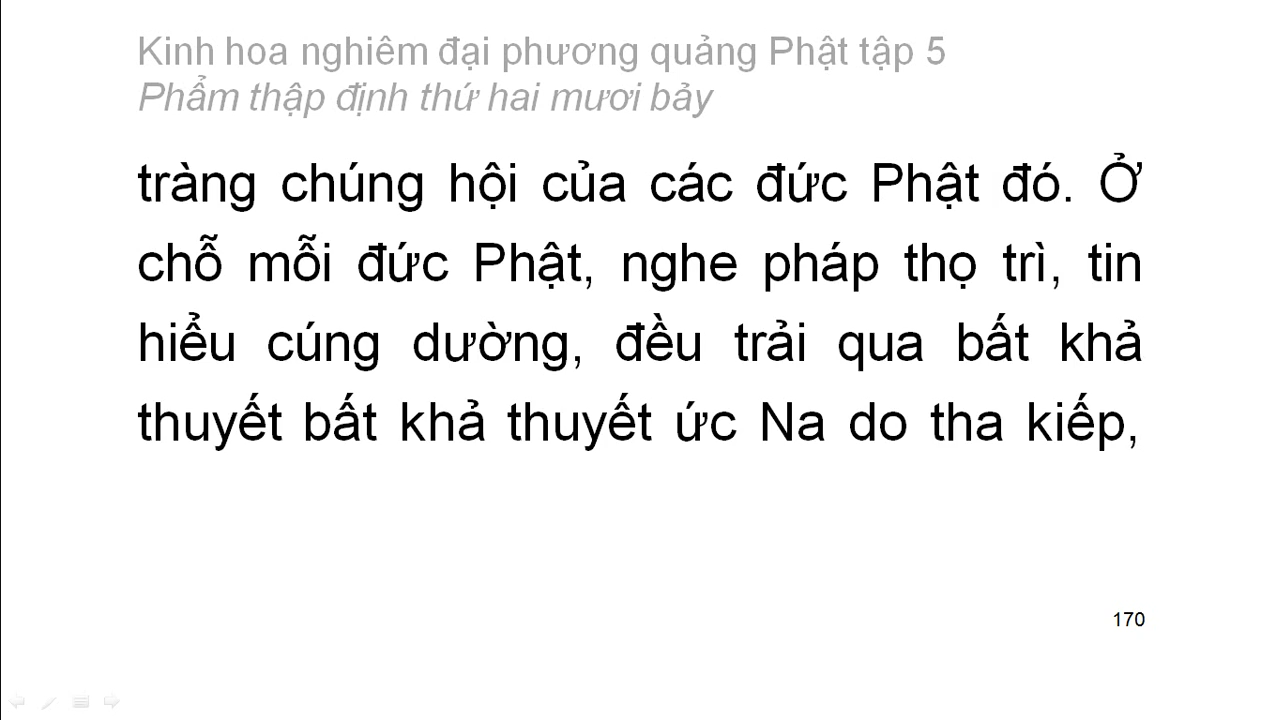 Kinh hoa nghiêm đại phương quảng Phật tập 5
Phẩm thập định thứ hai mươi bảy
tràng chúng hội của các đức Phật đó. Ở
chỗ mỗi đức Phật, nghe pháp thọ trì, tin
hiểu cúng dường, đều trải qua bất khả
thuyết bất khả thuyết ức Na do tha kiếp,
170